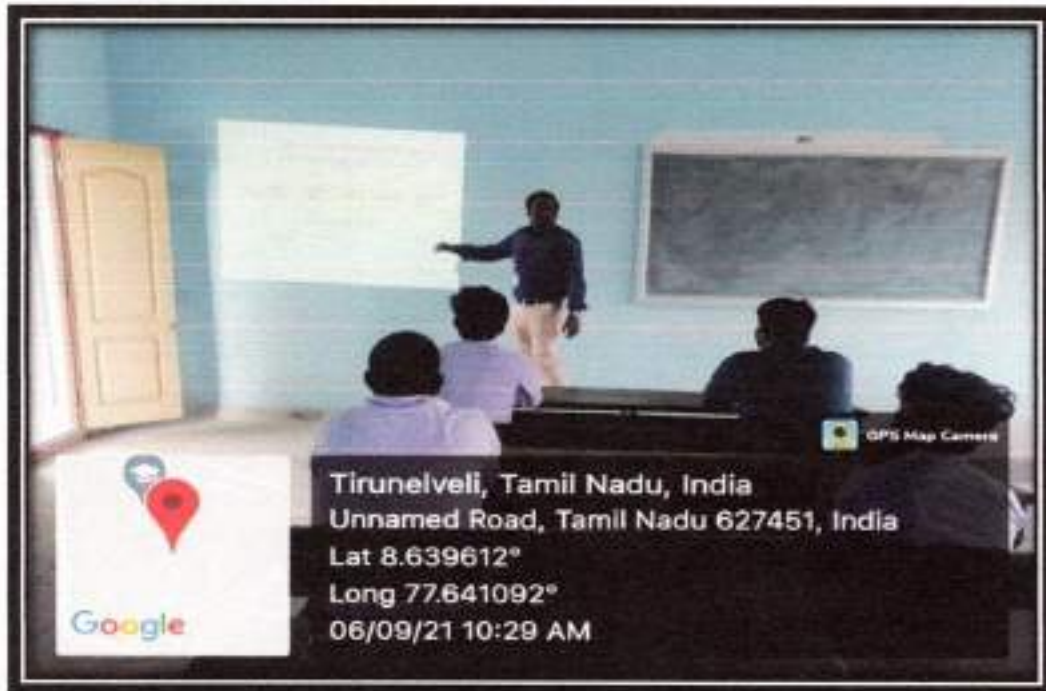 GPS Map Camera
Tirunelveli, Tamil Nadu, India
Unnamed Road, Tamil Nadu 627451, India
Lat 8.639612°
Long 77.641092°
06/09/21 10:29 AM
Google